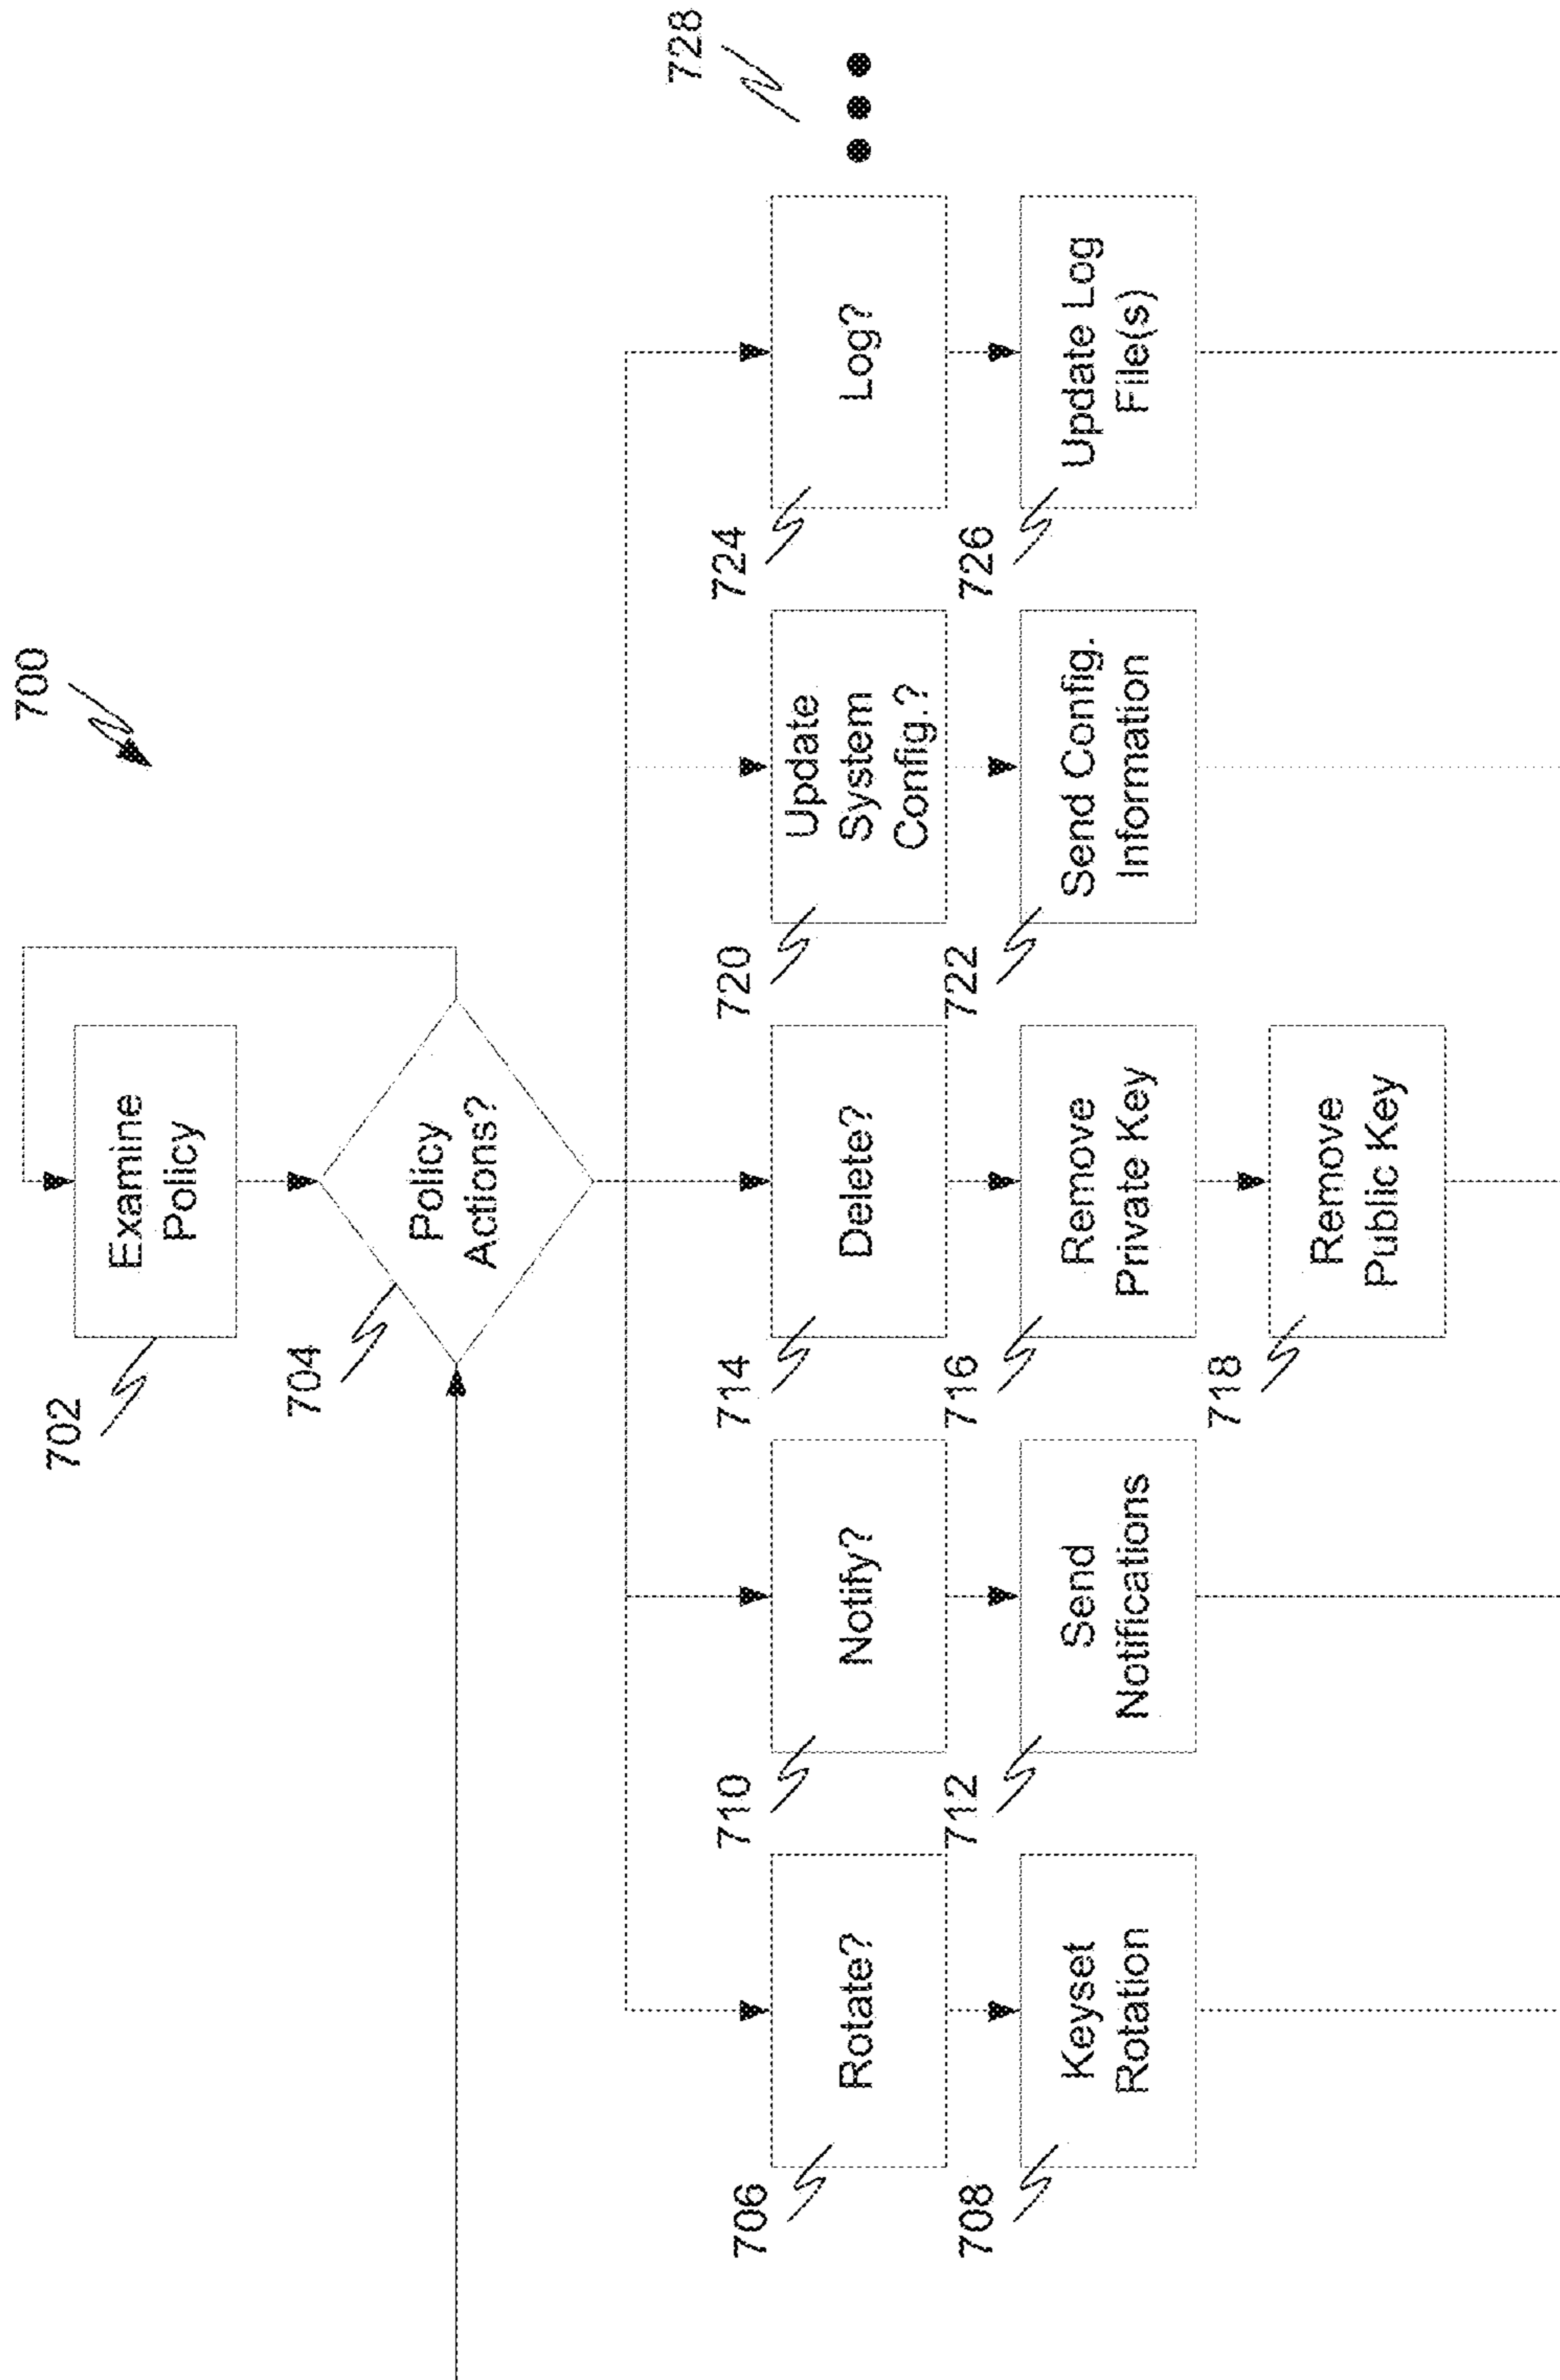 700
702
Examine
Policy
704
Policy
Actions?
706
Rotate?
710
Notify?
714
Delete?
720
Update
System
Config.?
724
Log?
728
708
Keyset
Rotation
712
Send
Notifications
716
Remove
Private Key
722
Send Config.
Information
726
Update Log
File(s)
718
Remove
Public Key